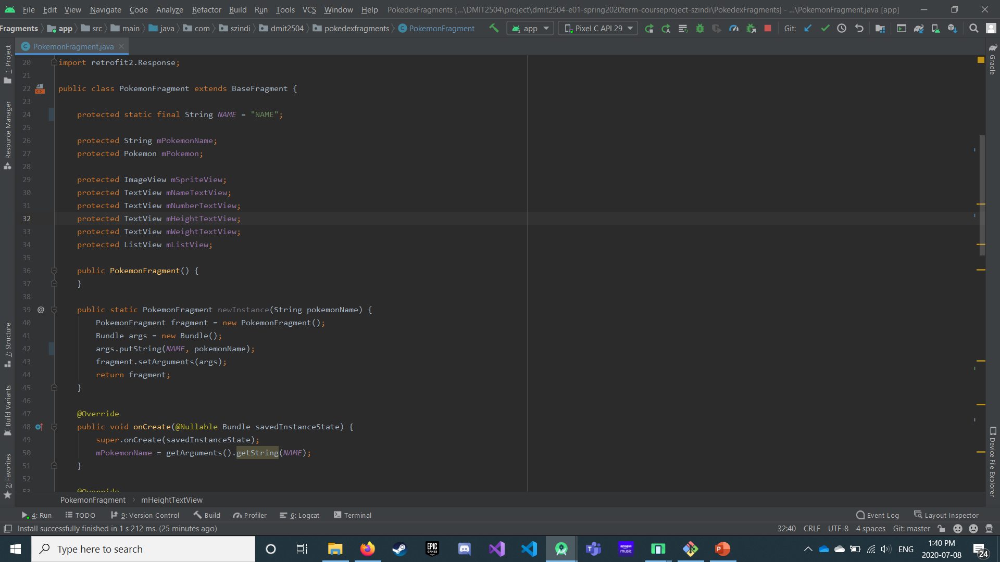 File Edit View Navigate Code Analyze Refactor Build Run Tools VCS Window Help PokedexFragments [...\DMIT2504\project\dmit2504-e01-spring2020term-courseproject-szindi\PokedexFragments] - ...\PokemonFragment.java [app]
Fragments app src main java com szindi dmit2504 pokedexfragments PokemonFragment app Pixel C API 29 Git:
PokemonFragment.java
1: Project
Resource Manager
7: Structure
Build Variants
2: Favorites
20 import retrofit2.Response;
21
22 public class PokemonFragment extends BaseFragment {
23
24 protected static final String NAME = "NAME";
25
26 protected String mPokemonName;
27 protected Pokemon mPokemon;
28
29 protected ImageView mSpriteView;
30 protected TextView mNameTextView;
31 protected TextView mNumberTextView;
32 protected TextView mHeightTextView;
33 protected TextView mWeightTextView;
34 protected ListView mListView;
35
36 public PokemonFragment() {
37 }
38
39 @ public static PokemonFragment newInstance(String pokemonName) {
40 PokemonFragment fragment = new PokemonFragment();
41 Bundle args = new Bundle();
42 args.putString(NAME, pokemonName);
43 fragment.setArguments(args);
44 return fragment;
45 }
46
47 @Override
48 public void onCreate(@Nullable Bundle savedInstanceState) {
49 super.onCreate(savedInstanceState);
50 mPokemonName = getArguments().getString(NAME);
51 }
52
53 @Override
Gradle
Device File Explorer
PokemonFragment mHeightTextView
4: Run TODO 9: Version Control Build Profiler 6: Logcat Terminal Event Log Layout Inspector
Install successfully finished in 1 s 212 ms. (25 minutes ago) 32:40 CRLF UTF-8 4 spaces Git: master
Type here to search
EPIC GAMES
amazon music
ENG
1:40 PM
2020-07-08
24